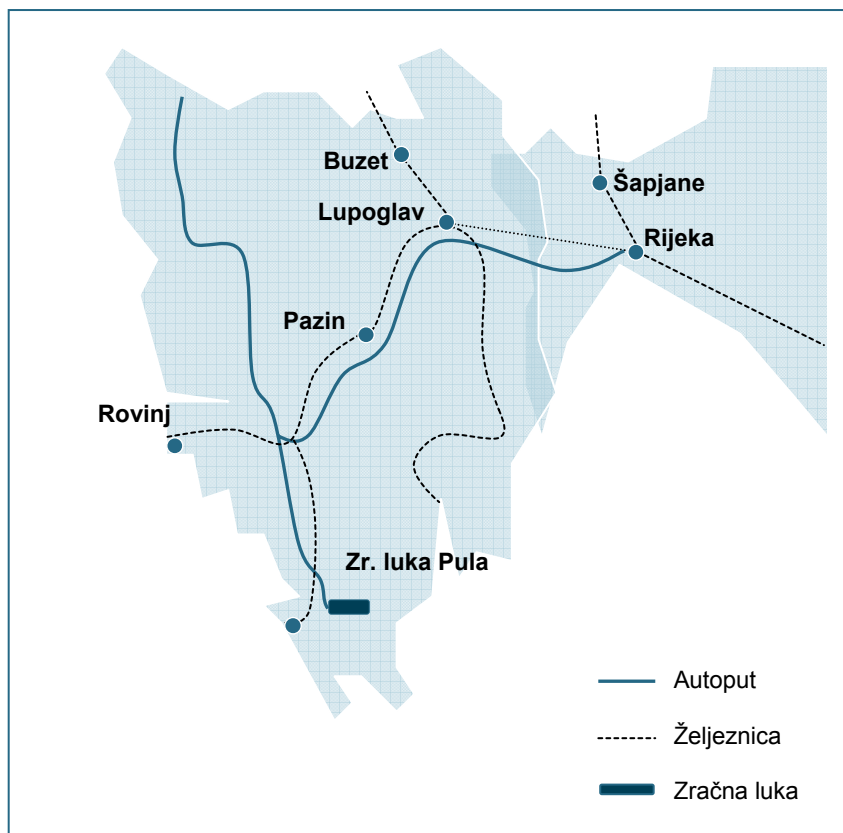 Buzet
Šapjane
Lupoglav
Rijeka
Pazin
Rovinj
Zr. luka Pula
Autoput
Željeznica
Zračna luka